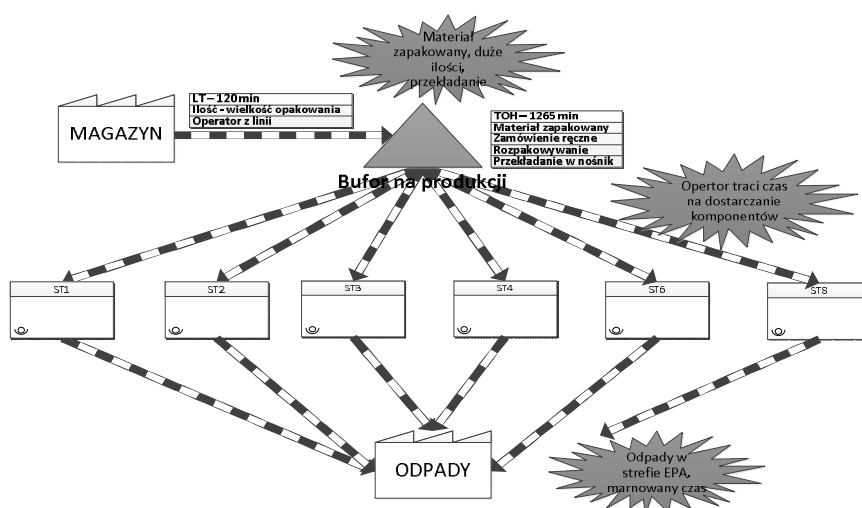 Materiał
zapakowany, duże
ilości,
przekładanie
LT – 120min
Ilość - wielkość opakowania
Operator z linii
MAGAZYN
TOH – 1265 min
Materiał zapakowany
Zamówienie ręczne
Rozpakowywanie
Przekładanie w nośnik
Bufor na produkcji
Opertor traci czas
na dostarczanie
komponentów
ST1
ST2
ST3
ST4
ST6
ST8
ODPADY
Odpady w
strefie EPA,
marnowany czas